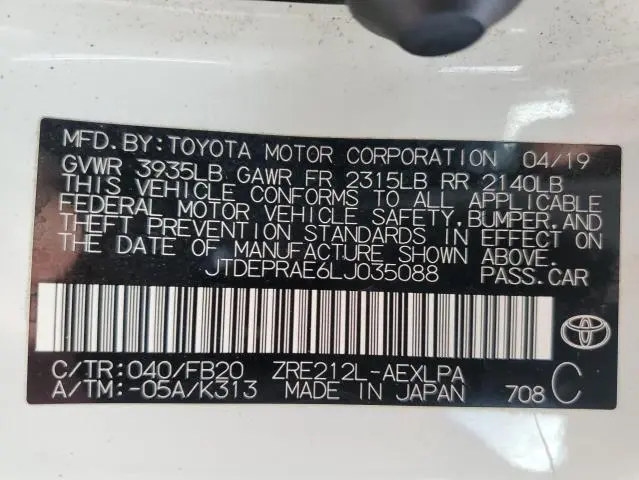 MFD. BY: TOYOTA MOTOR CORPORATION 04/19
GVWR 3935LB GAWR FR 2315LB RR 2140LB
THIS VEHICLE CONFORMS TO ALL APPLICABLE
FEDERAL MOTOR VEHICLE SAFETY, BUMPER, AND
THEFT PREVENTION STANDARDS IN EFFECT ON
THE DATE OF MANUFACTURE SHOWN ABOVE.
JTDEPRAE6LJ035088 PASS. CAR
C/TR: 040/FB20 ZRE212L-AEXLPA
A/TM: -05A/K313 MADE IN JAPAN 708 C